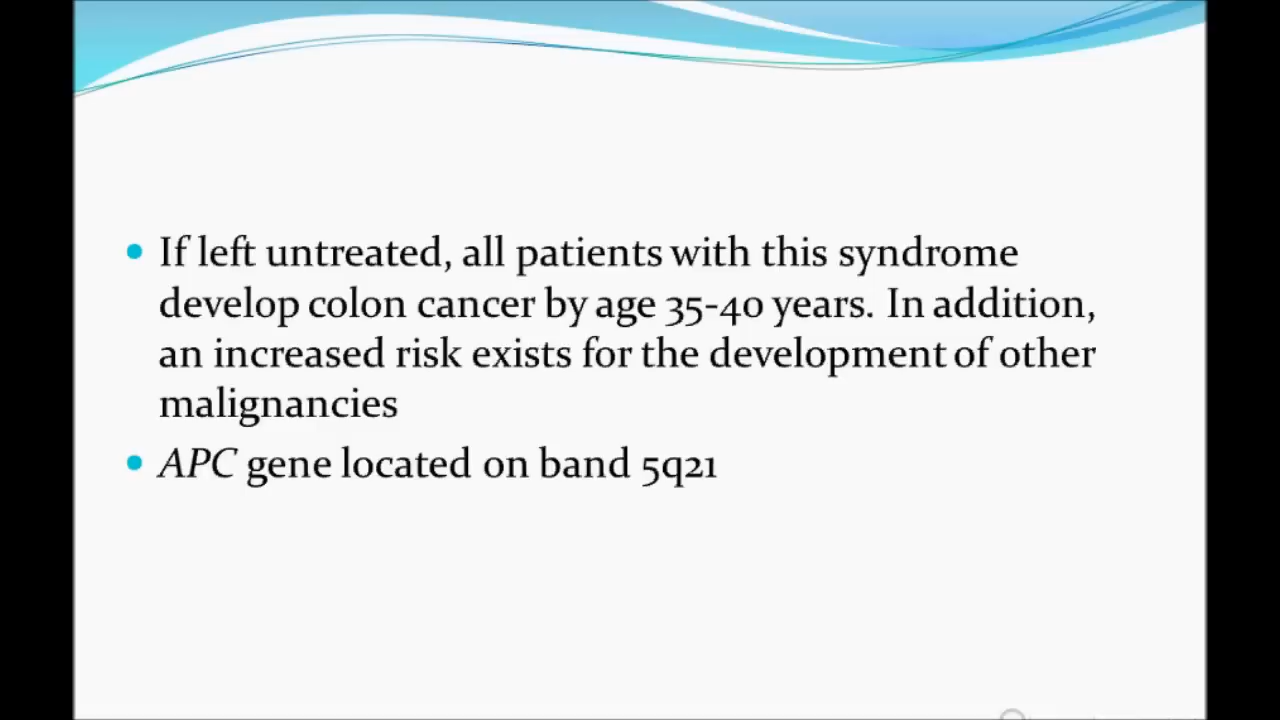 If left untreated, all patients with this syndrome
develop colon cancer by age 35-40 years. In addition,
an increased risk exists for the development of other
malignancies
APC gene located on band 5q21